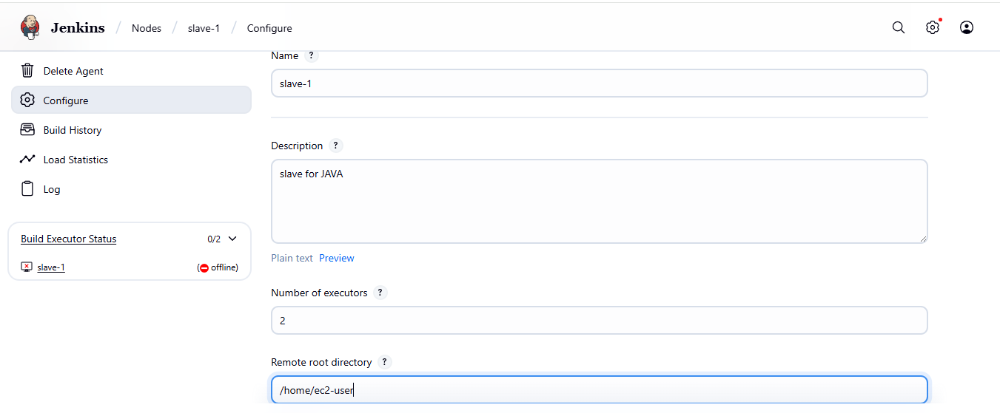 Jenkins / Nodes / slave-1 / Configure
Delete Agent
Configure
Build History
Load Statistics
Log
Build Executor Status 0/2
slave-1 (offline)
Name ?
slave-1
Description ?
slave for JAVA
Plain text Preview
Number of executors ?
2
Remote root directory ?
/home/ec2-user